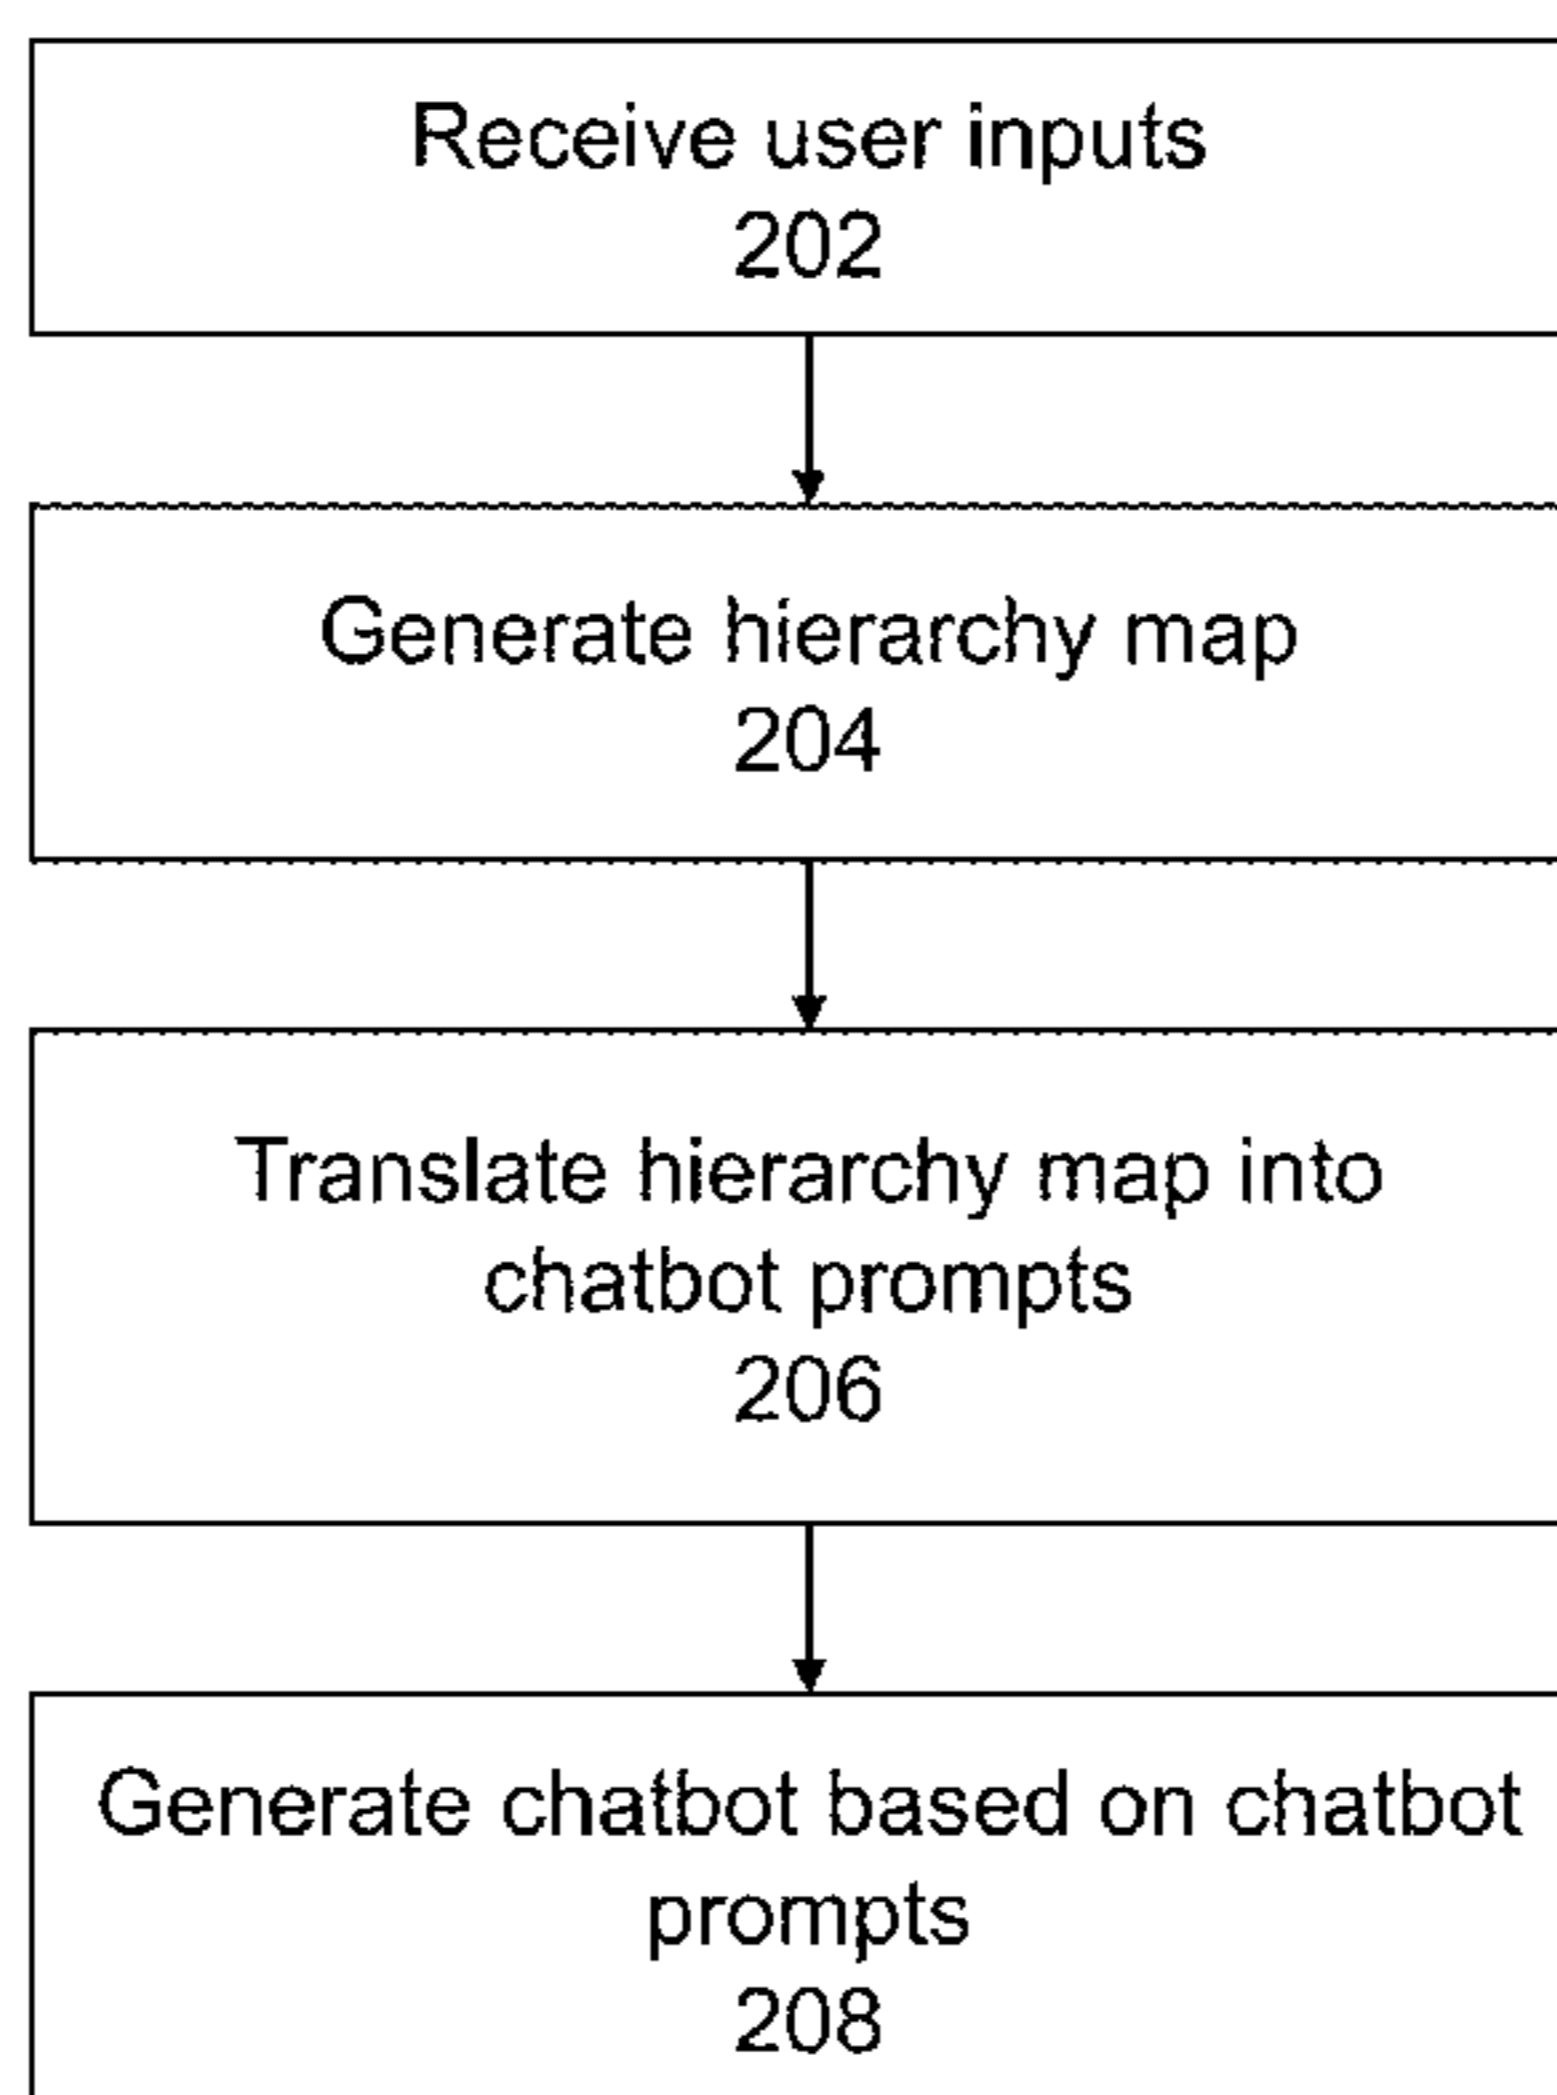 Receive user inputs
202
Generate hierarchy map
204
Translate hierarchy map into
chatbot prompts
206
Generate chatbot based on chatbot
prompts
208